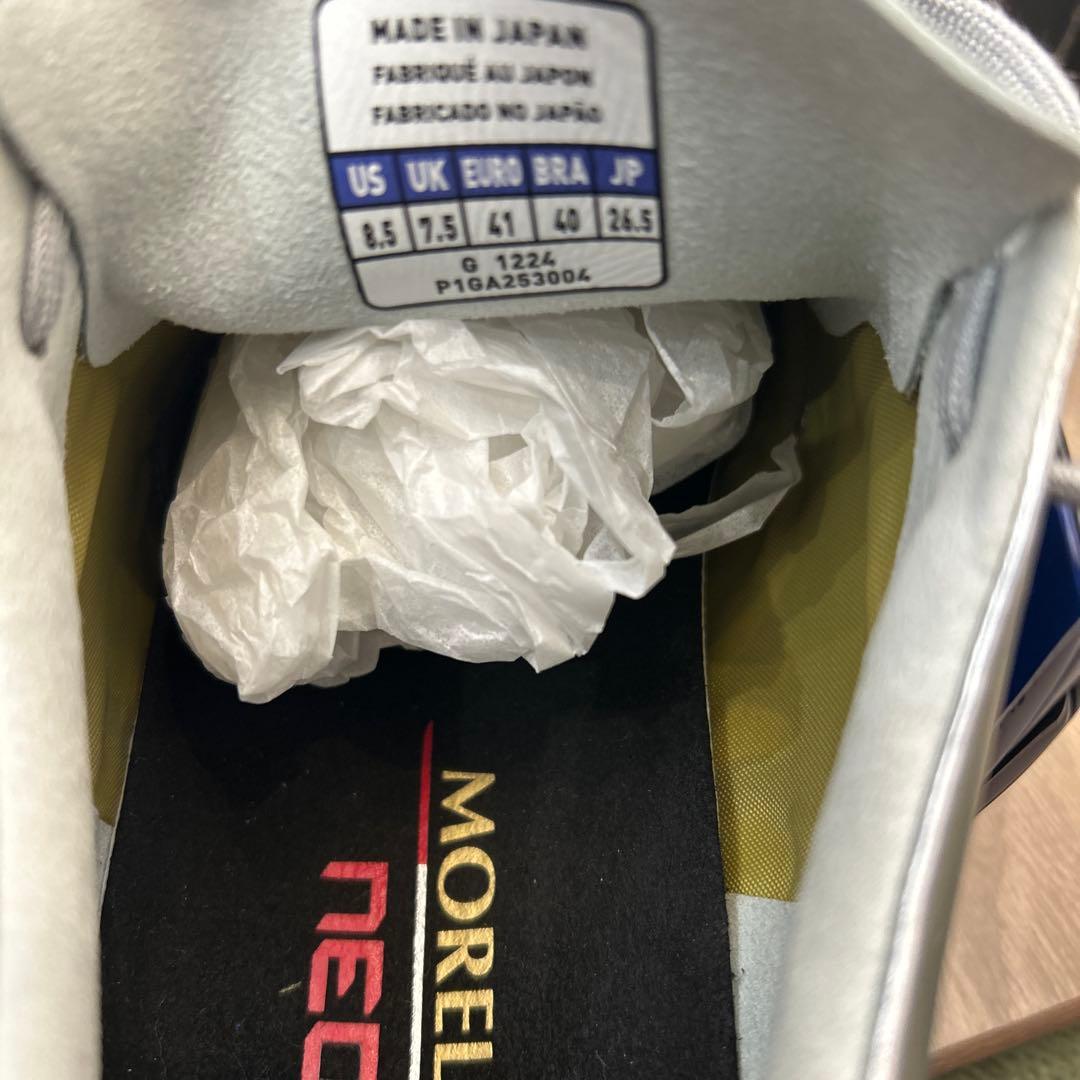 MADE IN JAPAN
FABRIQUÉ AU JAPON
FABRICADO NO JAPÃO
US UK EURO BRA JP
8.5 7.5 41 40 26.5
G 1224
P1GA253004
MOREL
NEO